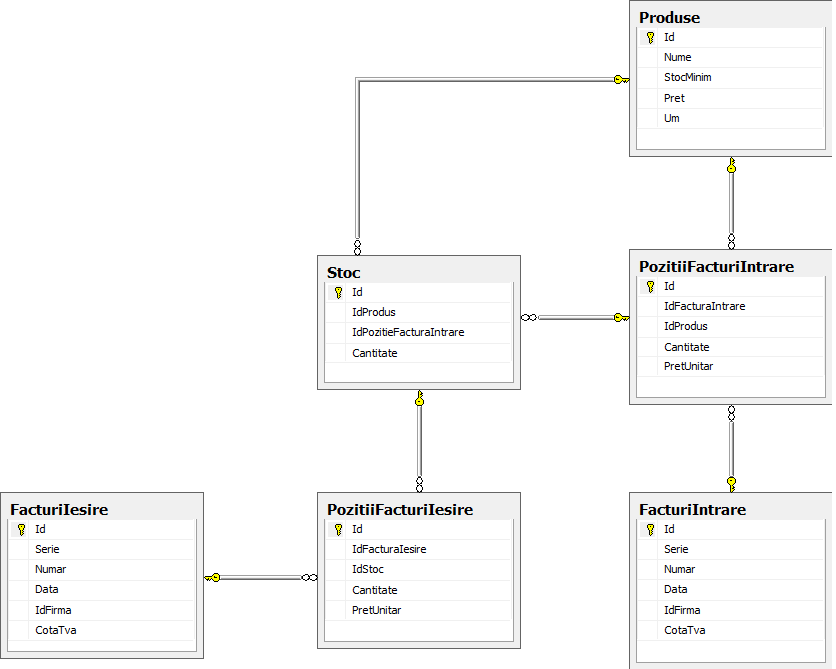 Produse
Id
Nume
StocMinim
Pret
Um
Stoc
Id
IdProdus
IdPozitieFacturaIntrare
Cantitate
PozitiiFacturiIntrare
Id
IdFacturaIntrare
IdProdus
Cantitate
PretUnitar
FacturiIesire
Id
Serie
Numar
Data
IdFirma
CotaTva
PozitiiFacturiIesire
Id
IdFacturaIesire
IdStoc
Cantitate
PretUnitar
FacturiIntrare
Id
Serie
Numar
Data
IdFirma
CotaTva